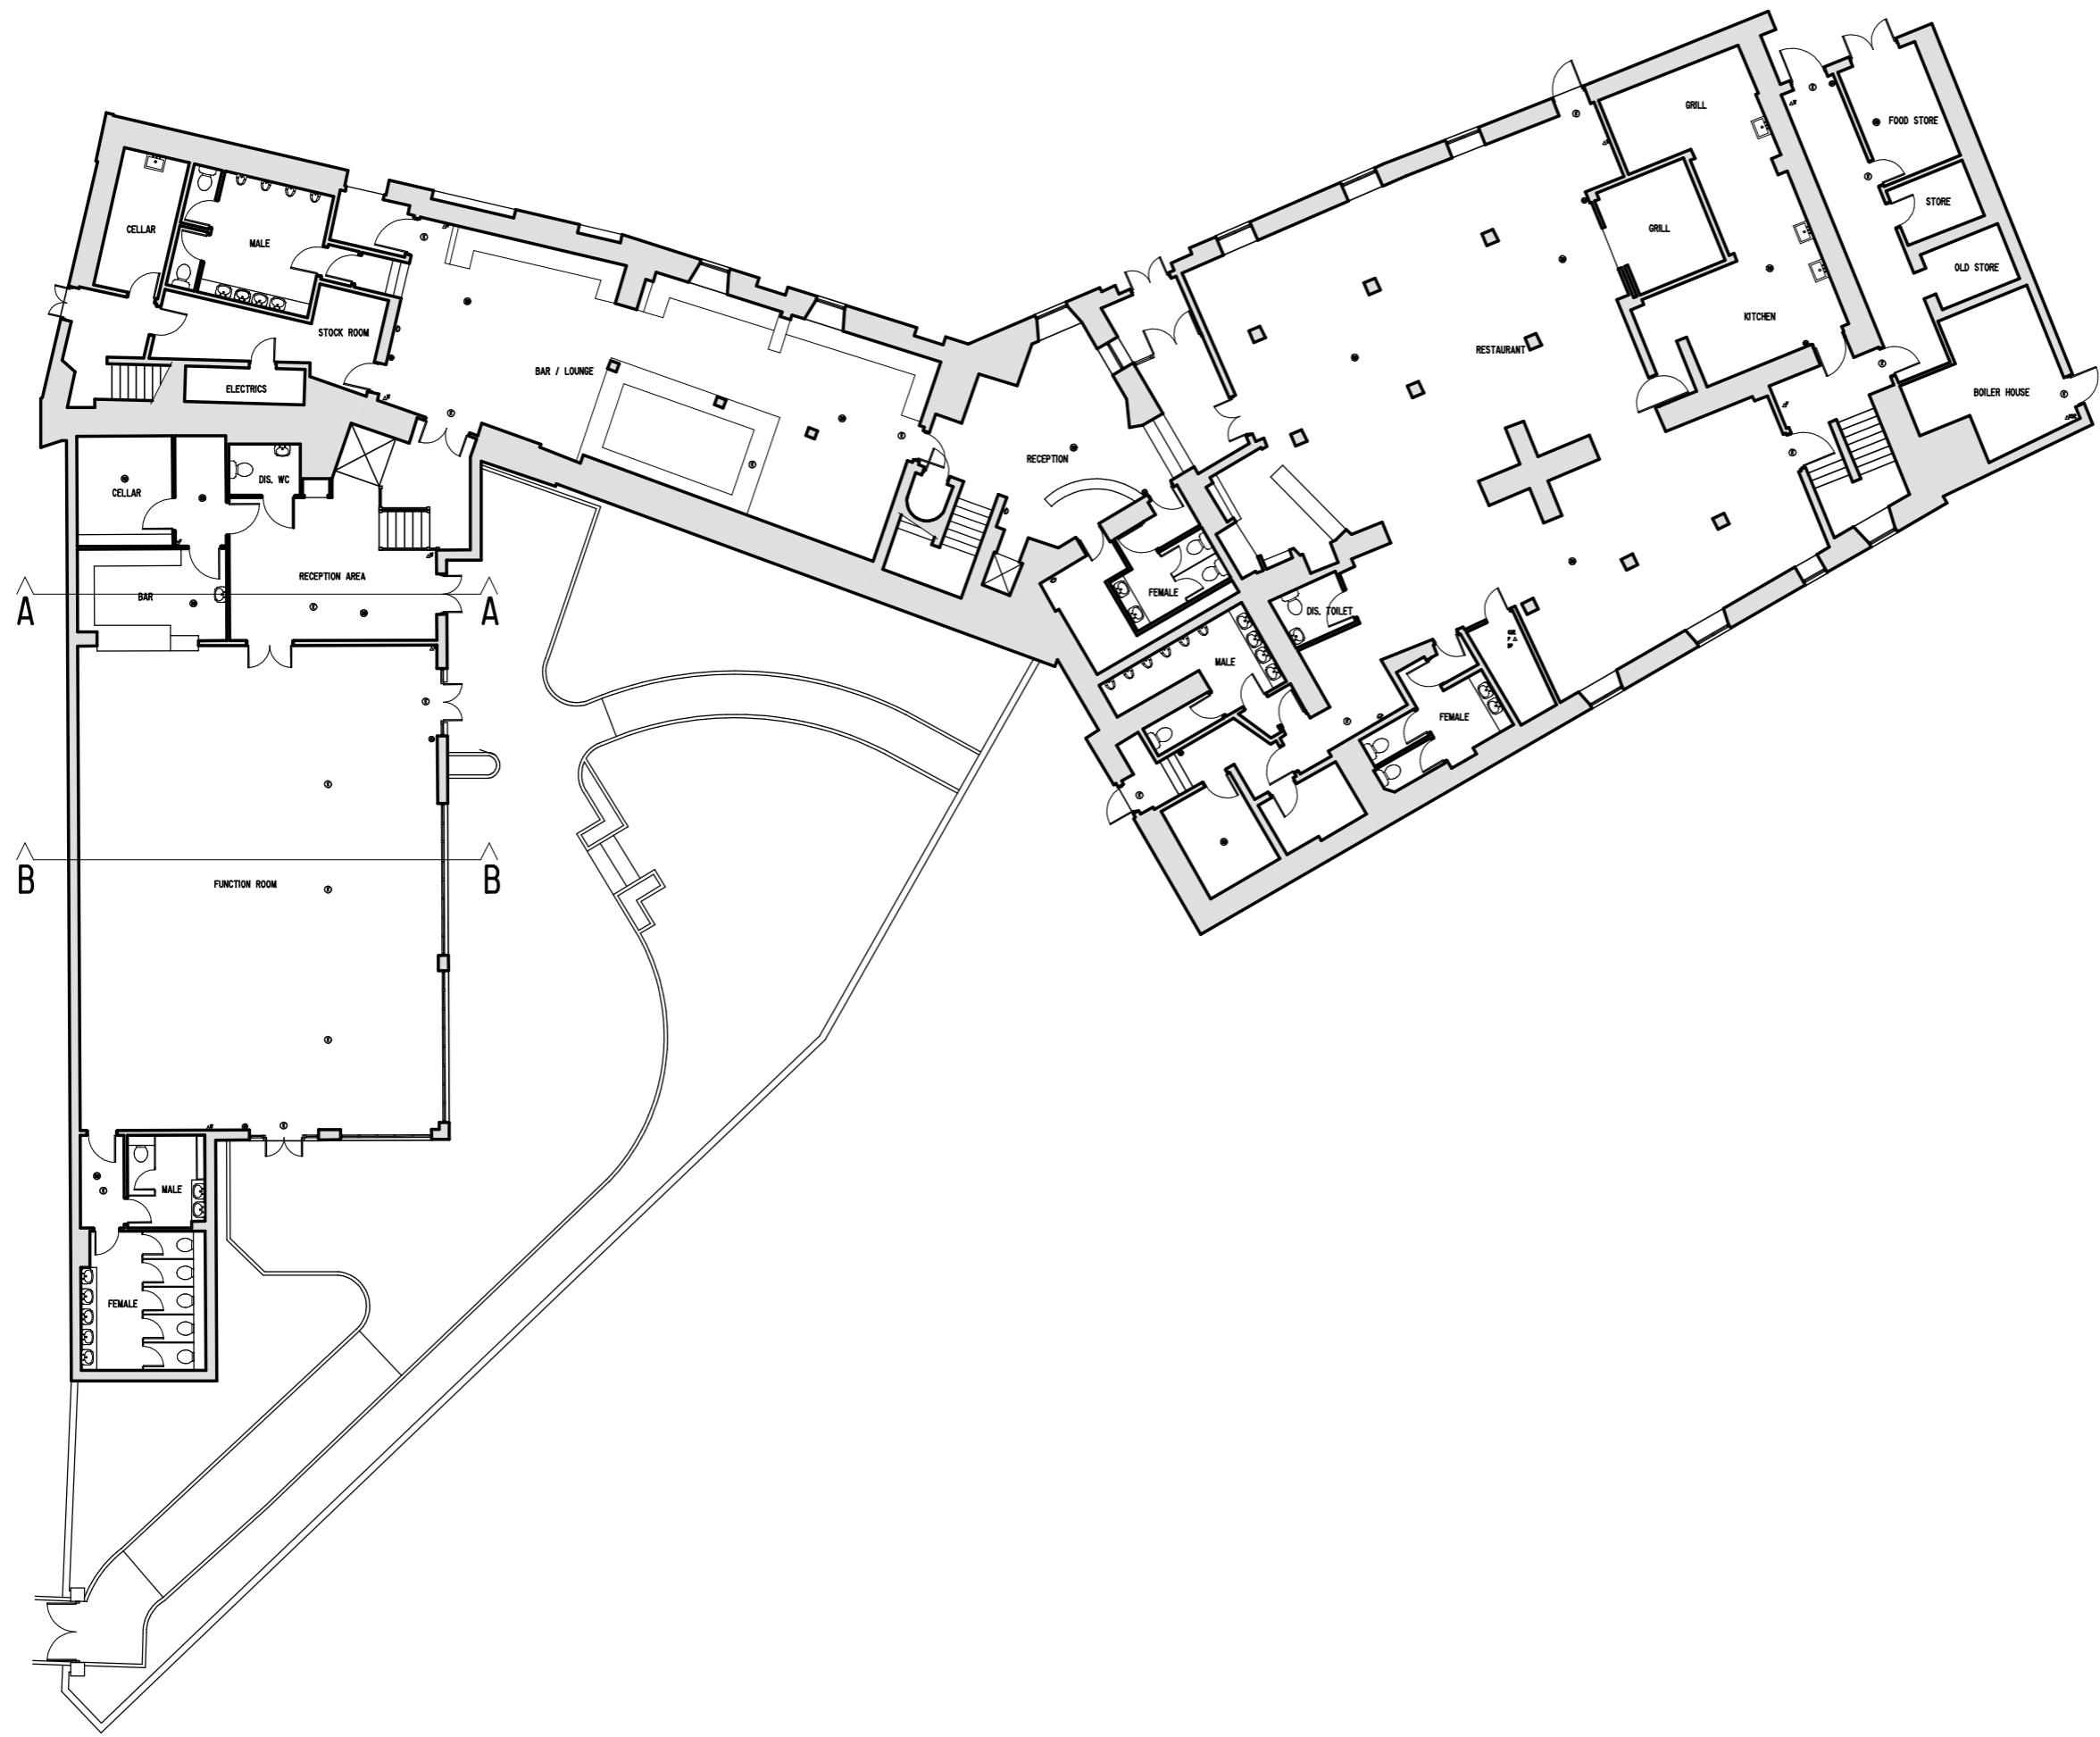 GRILL
FOOD STORE
STORE
CELLAR
MALE
GRILL
OLD STORE
KITCHEN
STOCK ROOM
RESTAURANT
BAR / LOUNGE
ELECTRICS
BOILER HOUSE
RECEPTION
DIS. WC
CELLAR
RECEPTION AREA
BAR
FEMALE
A
A
DIS. TOILET
MALE
FEMALE
B
B
FUNCTION ROOM
MALE
FEMALE